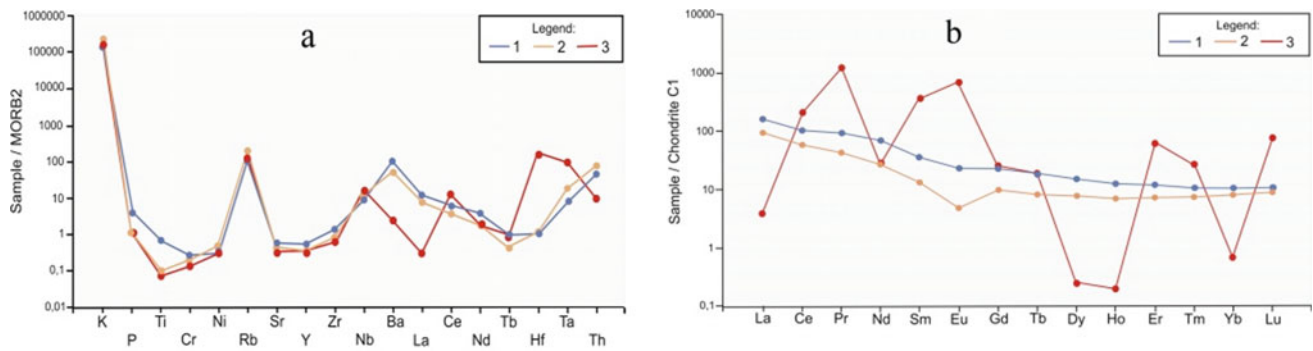 a
Legend:
1 2 3
Sample / MORB2
1000000
100000
1000
100
10
1
0,1
0,01
K Ti Ni Sr Zr Ba Ce Tb Ta
P Cr Rb Y Nb La Nd Hf Th
b
Legend:
1 2 3
Sample / Chondrite C1
10000
1000
100
10
1
0,1
La Ce Pr Nd Sm Eu Gd Tb Dy Ho Er Tm Yb Lu